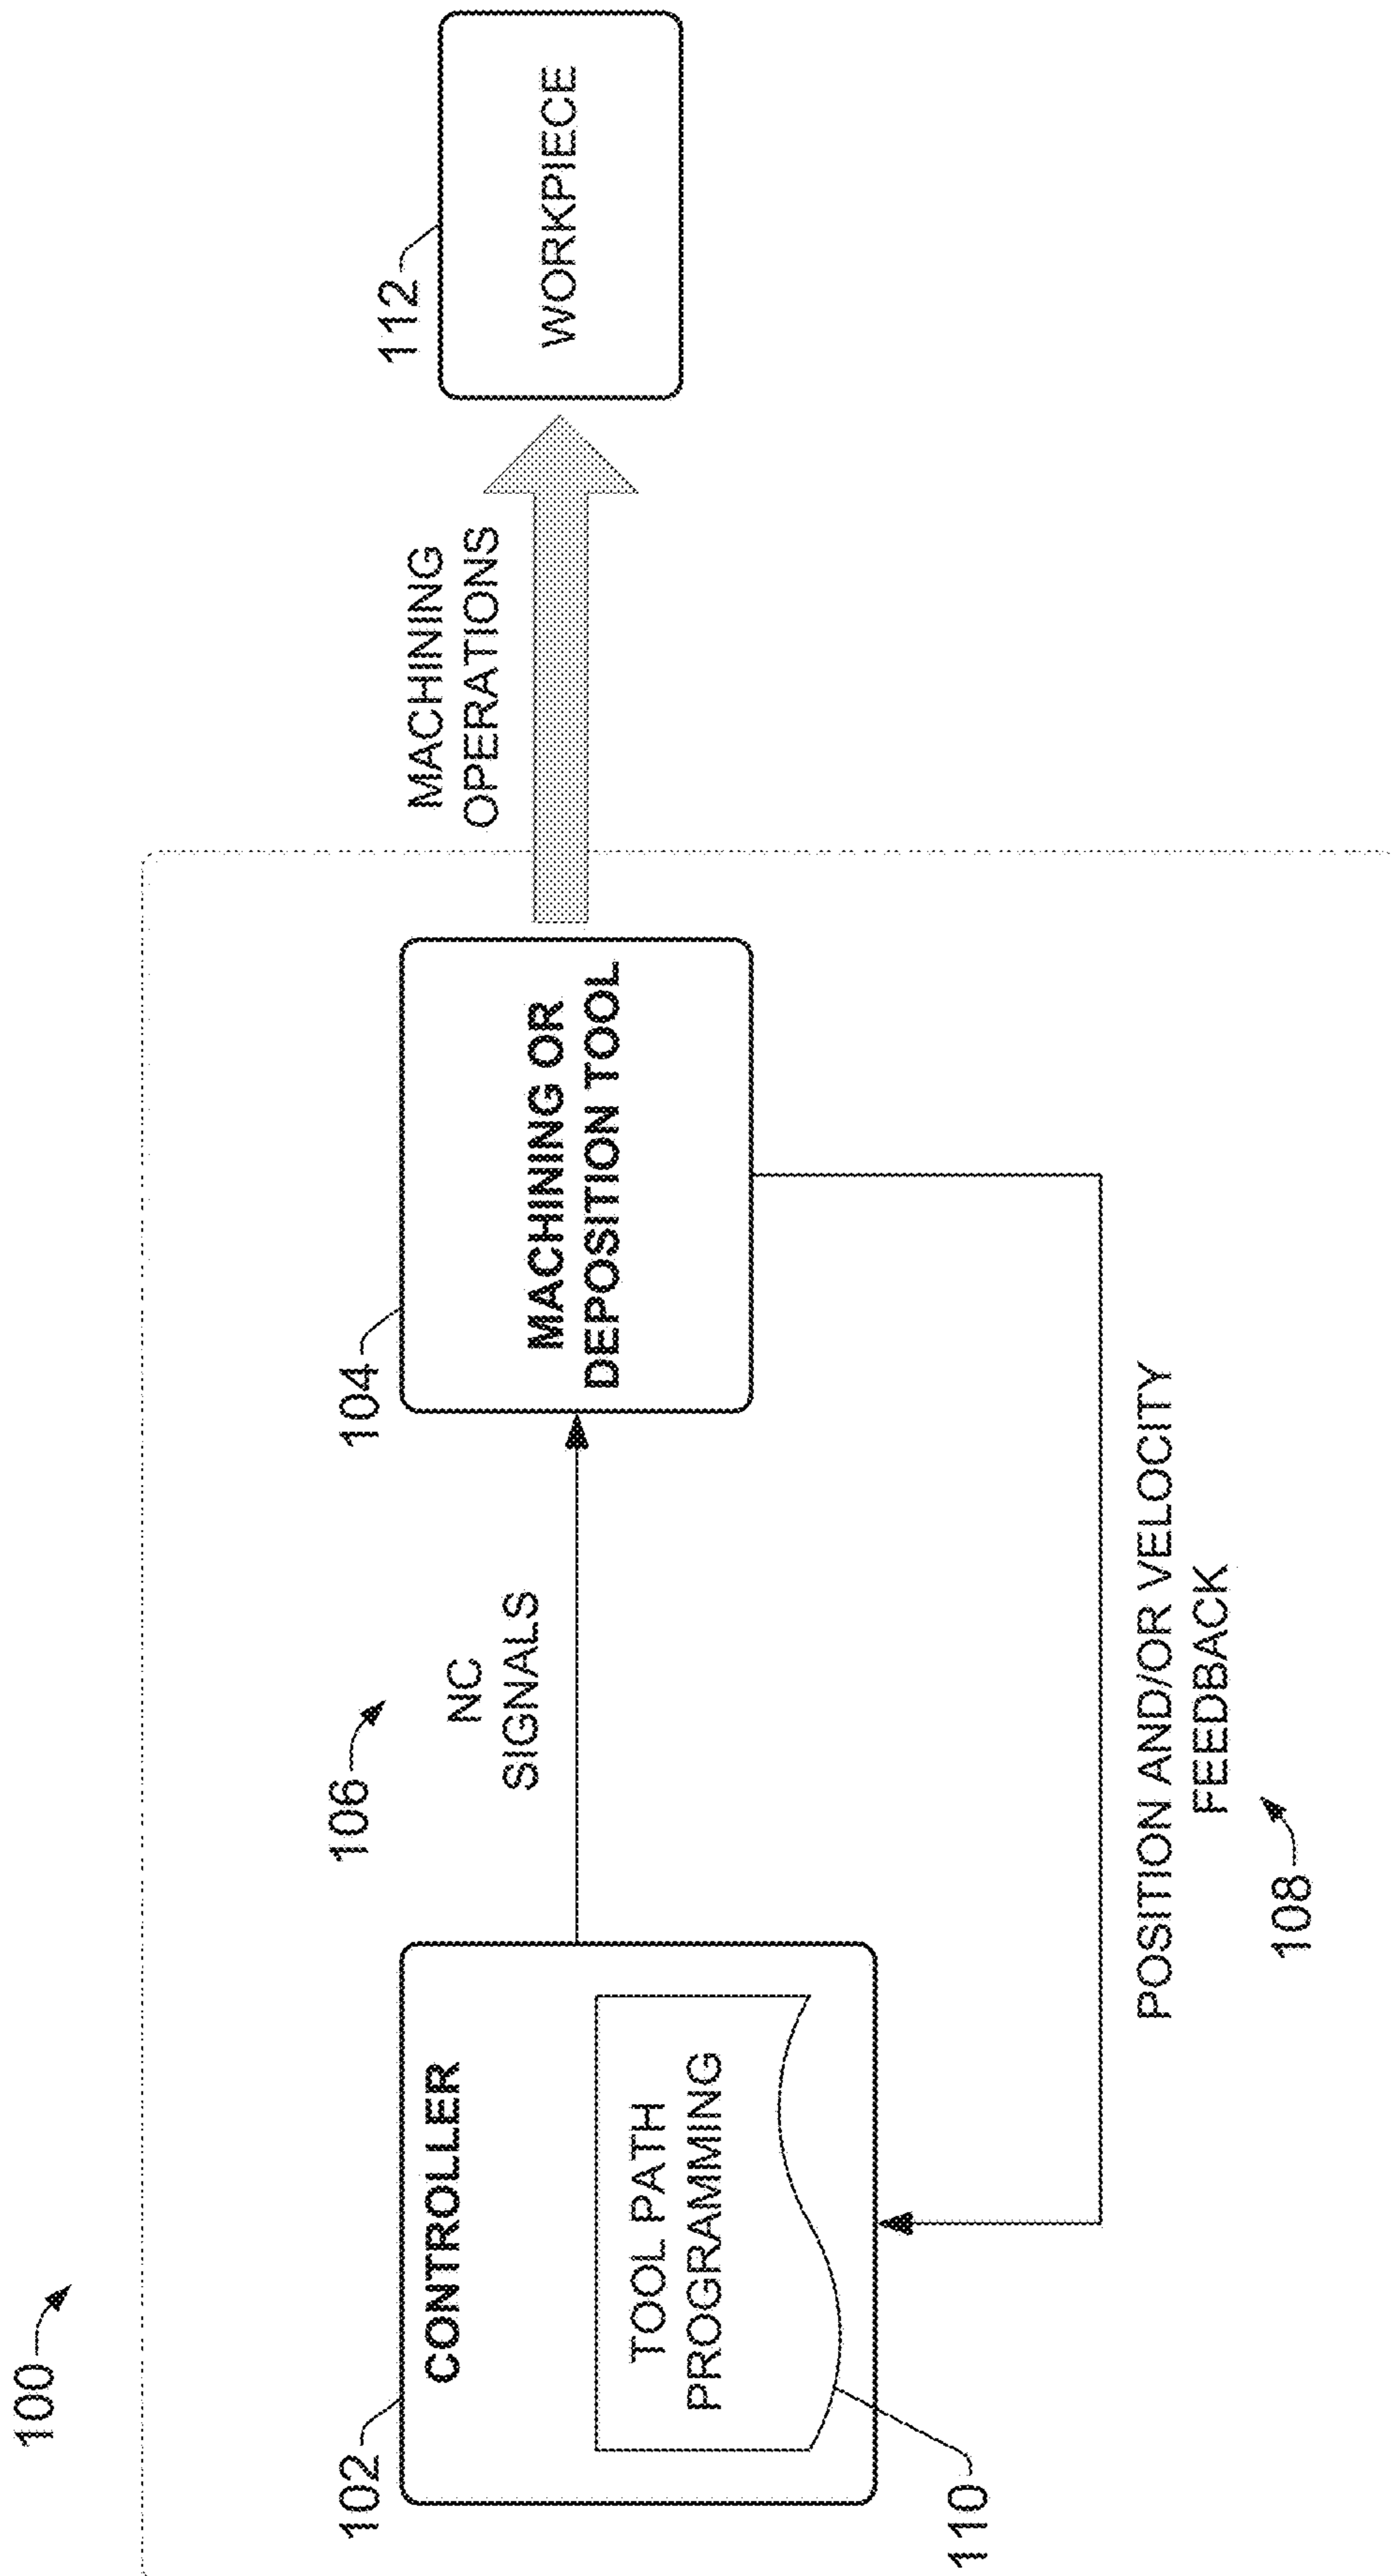 100
102
CONTROLLER
TOOL PATH
PROGRAMMING
110
106
NC
SIGNALS
104
MACHINING OR
DEPOSITION TOOL
POSITION AND/OR VELOCITY
FEEDBACK
108
MACHINING
OPERATIONS
112
WORKPIECE